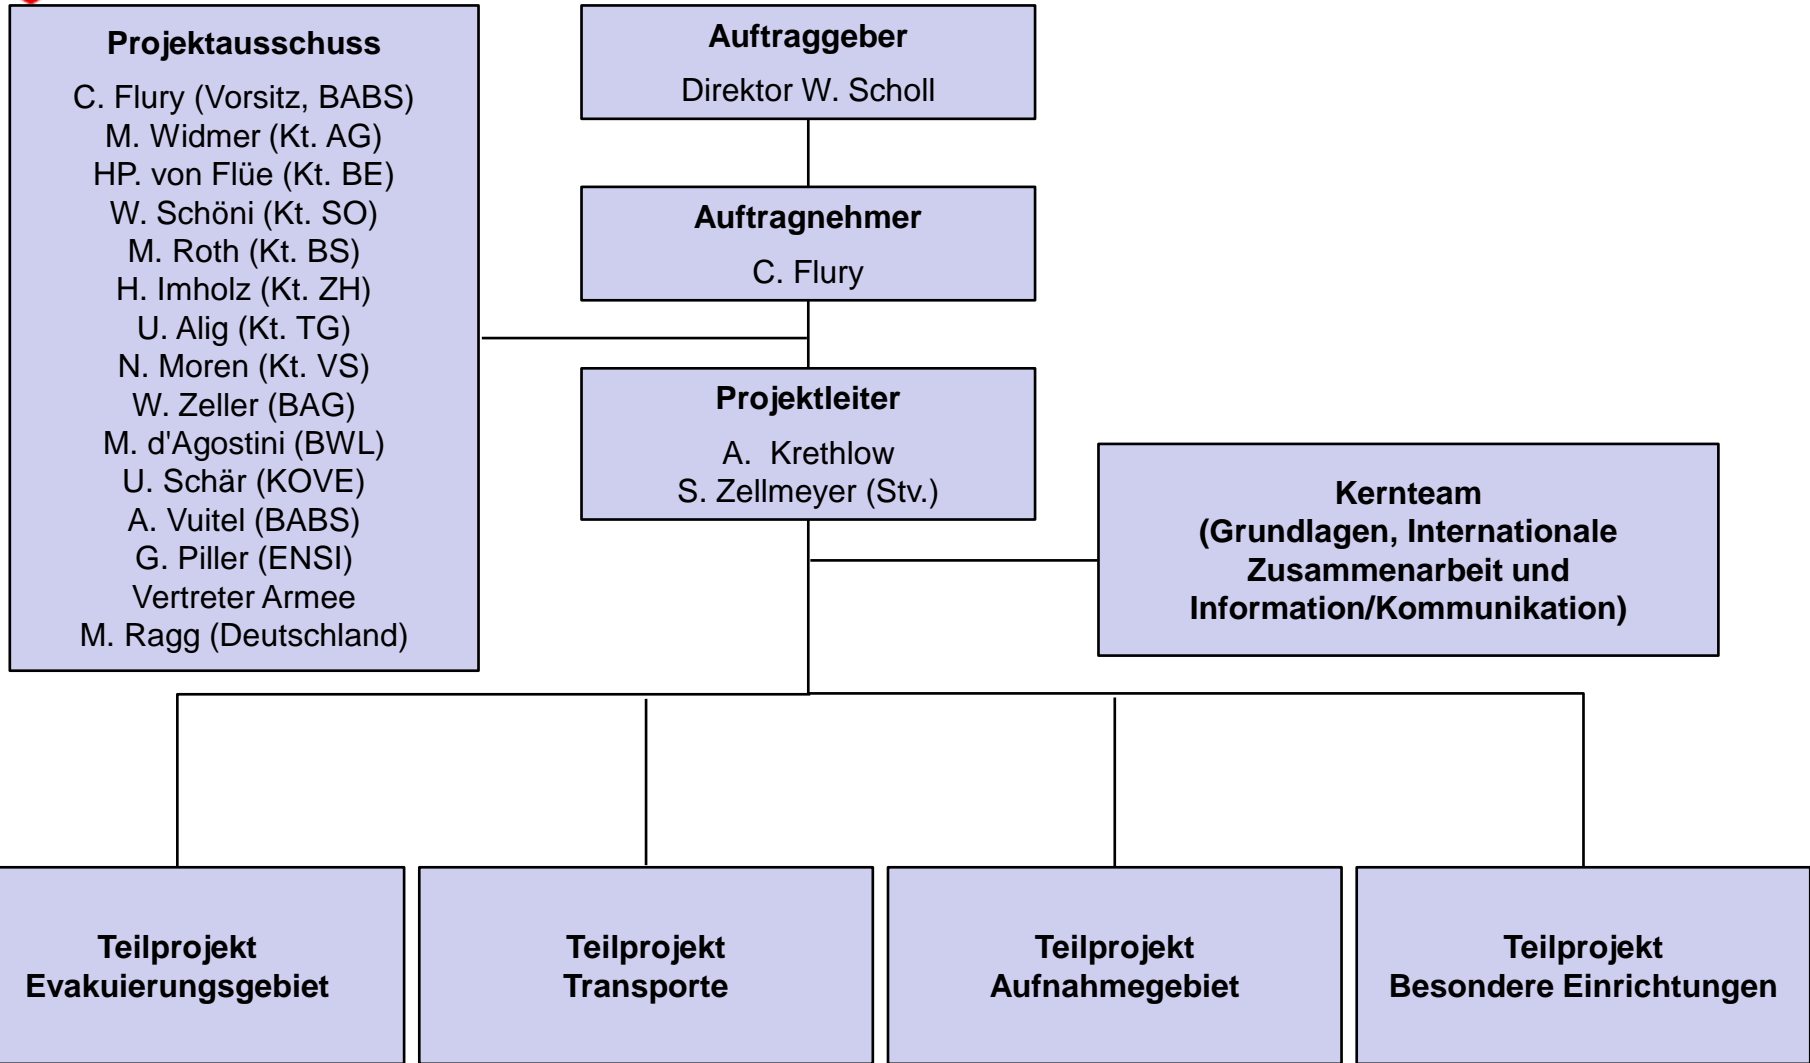 Projektausschuss
C. Flury (Vorsitz, BABS)
M. Widmer (Kt. AG)
HP. von Flüe (Kt. BE)
W. Schöni (Kt. SO)
M. Roth (Kt. BS)
H. Imholz (Kt. ZH)
U. Alig (Kt. TG)
N. Moren (Kt. VS)
W. Zeller (BAG)
M. d'Agostini (BWL)
U. Schär (KOVE)
A. Vuitel (BABS)
G. Piller (ENSI)
Vertreter Armee
M. Ragg (Deutschland)
Auftraggeber
Direktor W. Scholl
Auftragnehmer
C. Flury
Projektleiter
A. Krethlow
S. Zellmeyer (Stv.)
Kernteam
(Grundlagen, Internationale
Zusammenarbeit und
Information/Kommunikation)
Teilprojekt
Evakuierungsgebiet
Teilprojekt
Transporte
Teilprojekt
Aufnahmegebiet
Teilprojekt
Besondere Einrichtungen